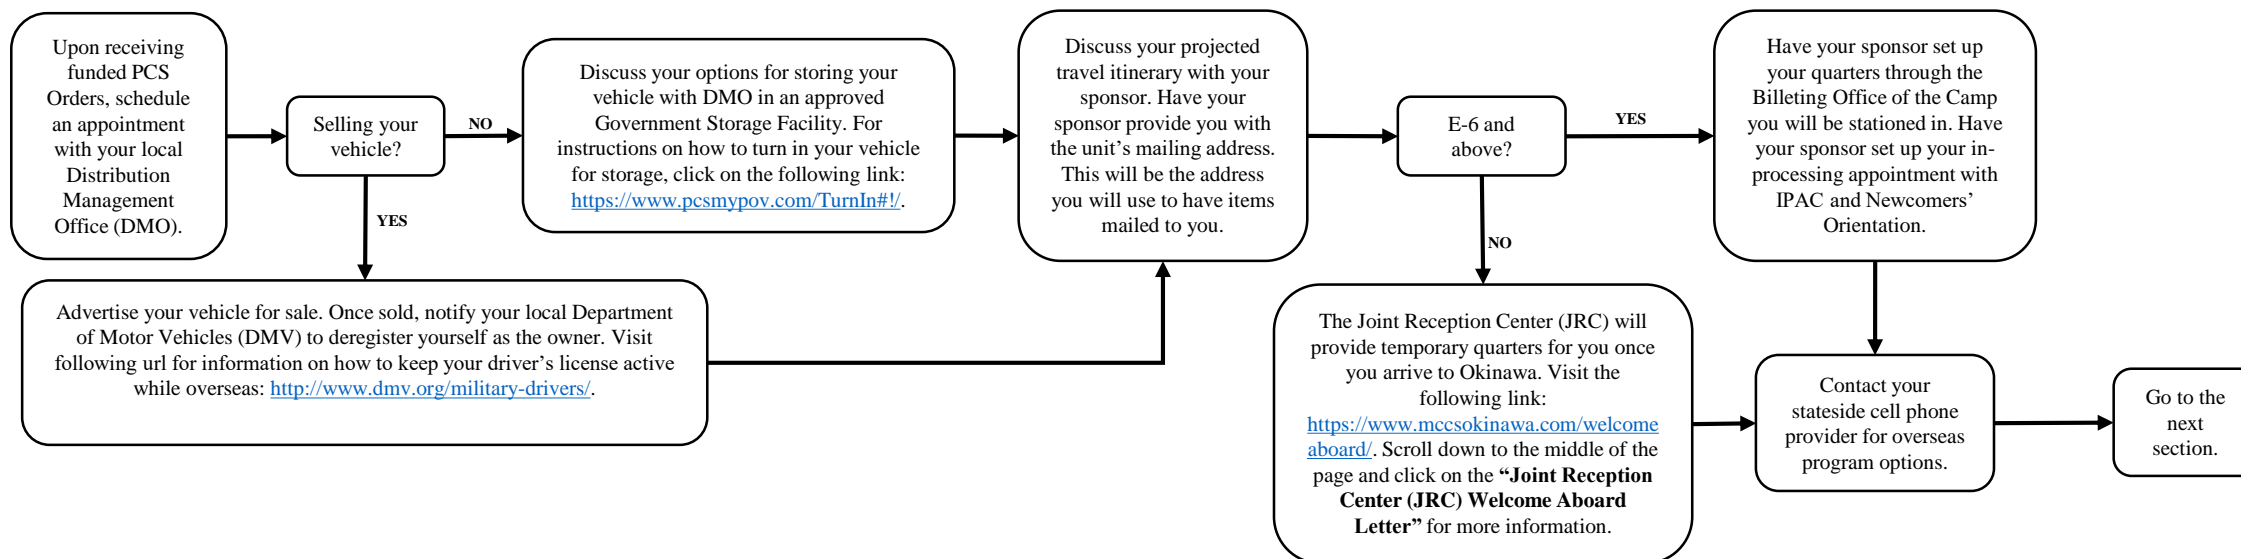 Upon receiving
funded PCS
Orders, schedule
an appointment
with your local
Distribution
Management
Office (DMO).
Selling your
vehicle?
NO
YES
Discuss your options for storing your
vehicle with DMO in an approved
Government Storage Facility. For
instructions on how to turn in your vehicle
for storage, click on the following link:
https://www.pcsmypov.com/TurnIn#!/.
Advertise your vehicle for sale. Once sold, notify your local Department
of Motor Vehicles (DMV) to deregister yourself as the owner. Visit
following url for information on how to keep your driver’s license active
while overseas: http://www.dmv.org/military-drivers/.
Discuss your projected
travel itinerary with your
sponsor. Have your
sponsor provide you with
the unit’s mailing address.
This will be the address
you will use to have items
mailed to you.
E-6 and
above?
YES
NO
Have your sponsor set up
your quarters through the
Billeting Office of the Camp
you will be stationed in. Have
your sponsor set up your in-
processing appointment with
IPAC and Newcomers’
Orientation.
The Joint Reception Center (JRC) will
provide temporary quarters for you once
you arrive to Okinawa. Visit the
following link:
https://www.mccsokinawa.com/welcome
aboard/. Scroll down to the middle of the
page and click on the “Joint Reception
Center (JRC) Welcome Aboard
Letter” for more information.
Contact your
stateside cell phone
provider for overseas
program options.
Go to the
next
section.